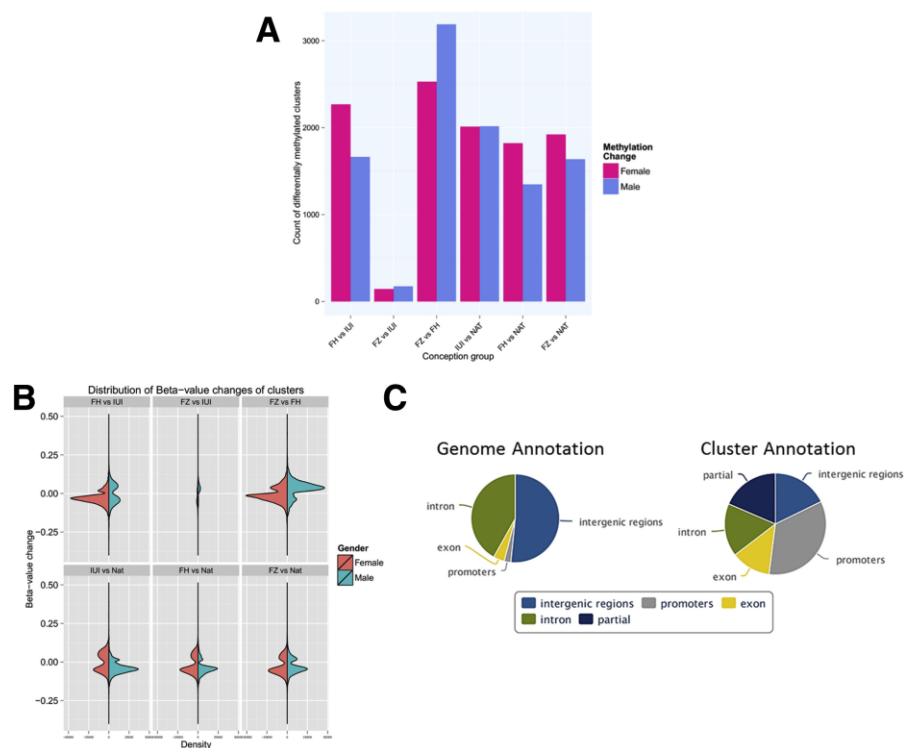 A
3000
2000
1000
0
Count of differentially methylated clusters
FH vs IUI
FZ vs IUI
FZ vs FH
IUI vs NAT
FH vs NAT
FZ vs NAT
Conception group
Methylation
Change
Female
Male
B
Distribution of Beta-value changes of clusters
FH vs IUI
FZ vs IUI
FZ vs FH
0.50
0.25
0.00
−0.25
IUI vs Nat
FH vs Nat
FZ vs Nat
0.50
0.25
0.00
−0.25
Beta-value change
Density
Gender
Female
Male
C
Genome Annotation
intron
exon
promoters
intergenic regions
Cluster Annotation
partial
intergenic regions
intron
exon
promoters
intergenic regions
promoters
exon
intron
partial